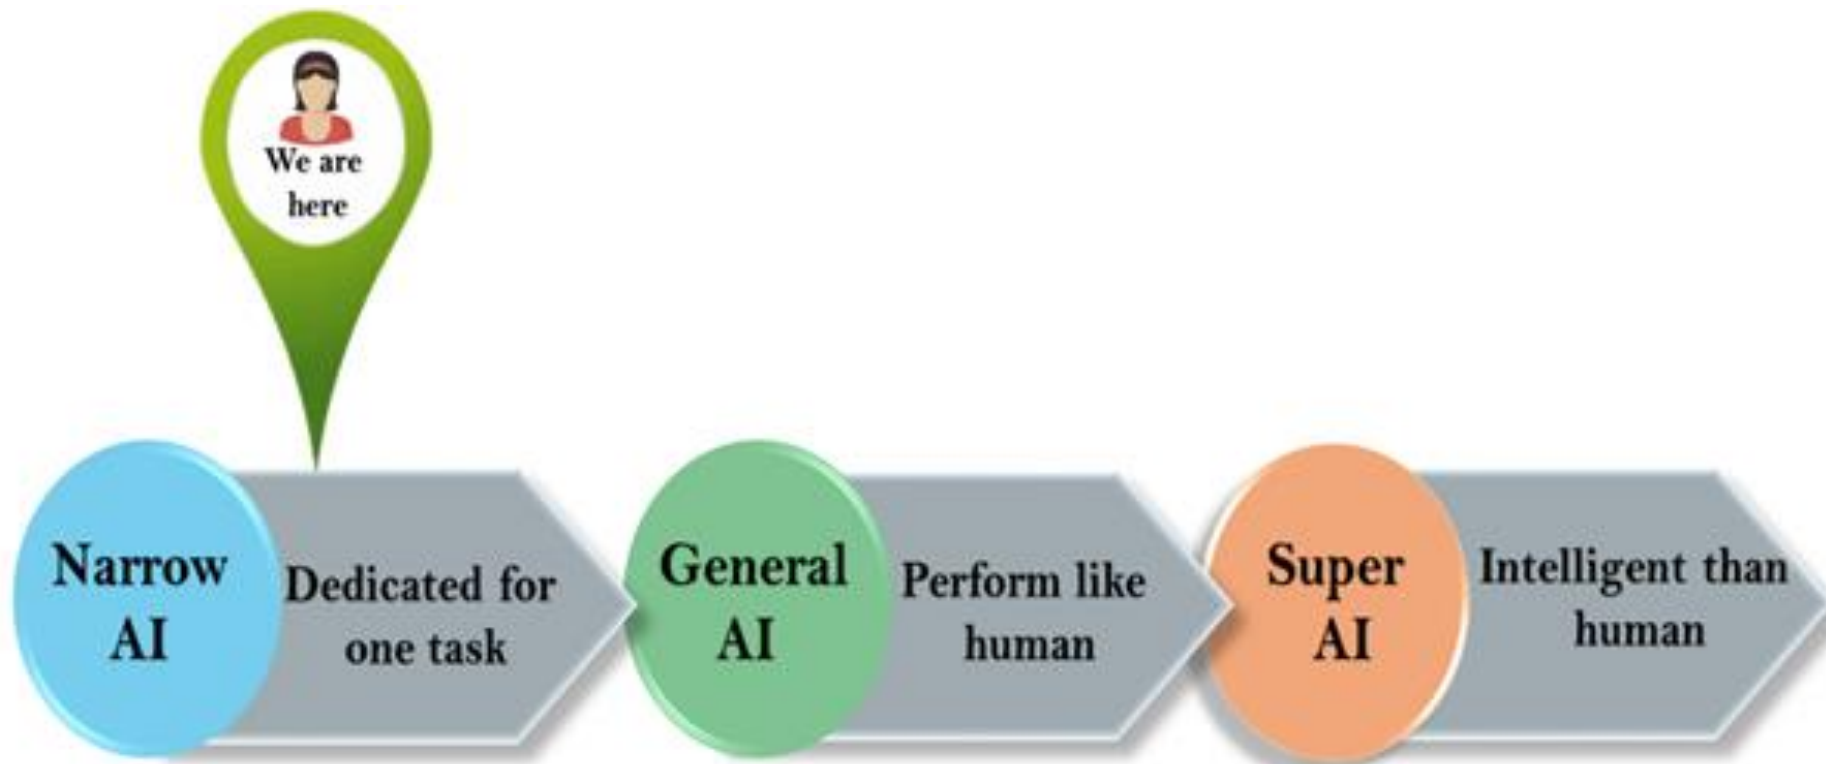 We are
here
Narrow
AI
Dedicated for
one task
General
AI
Perform like
human
Super
AI
Intelligent than
human